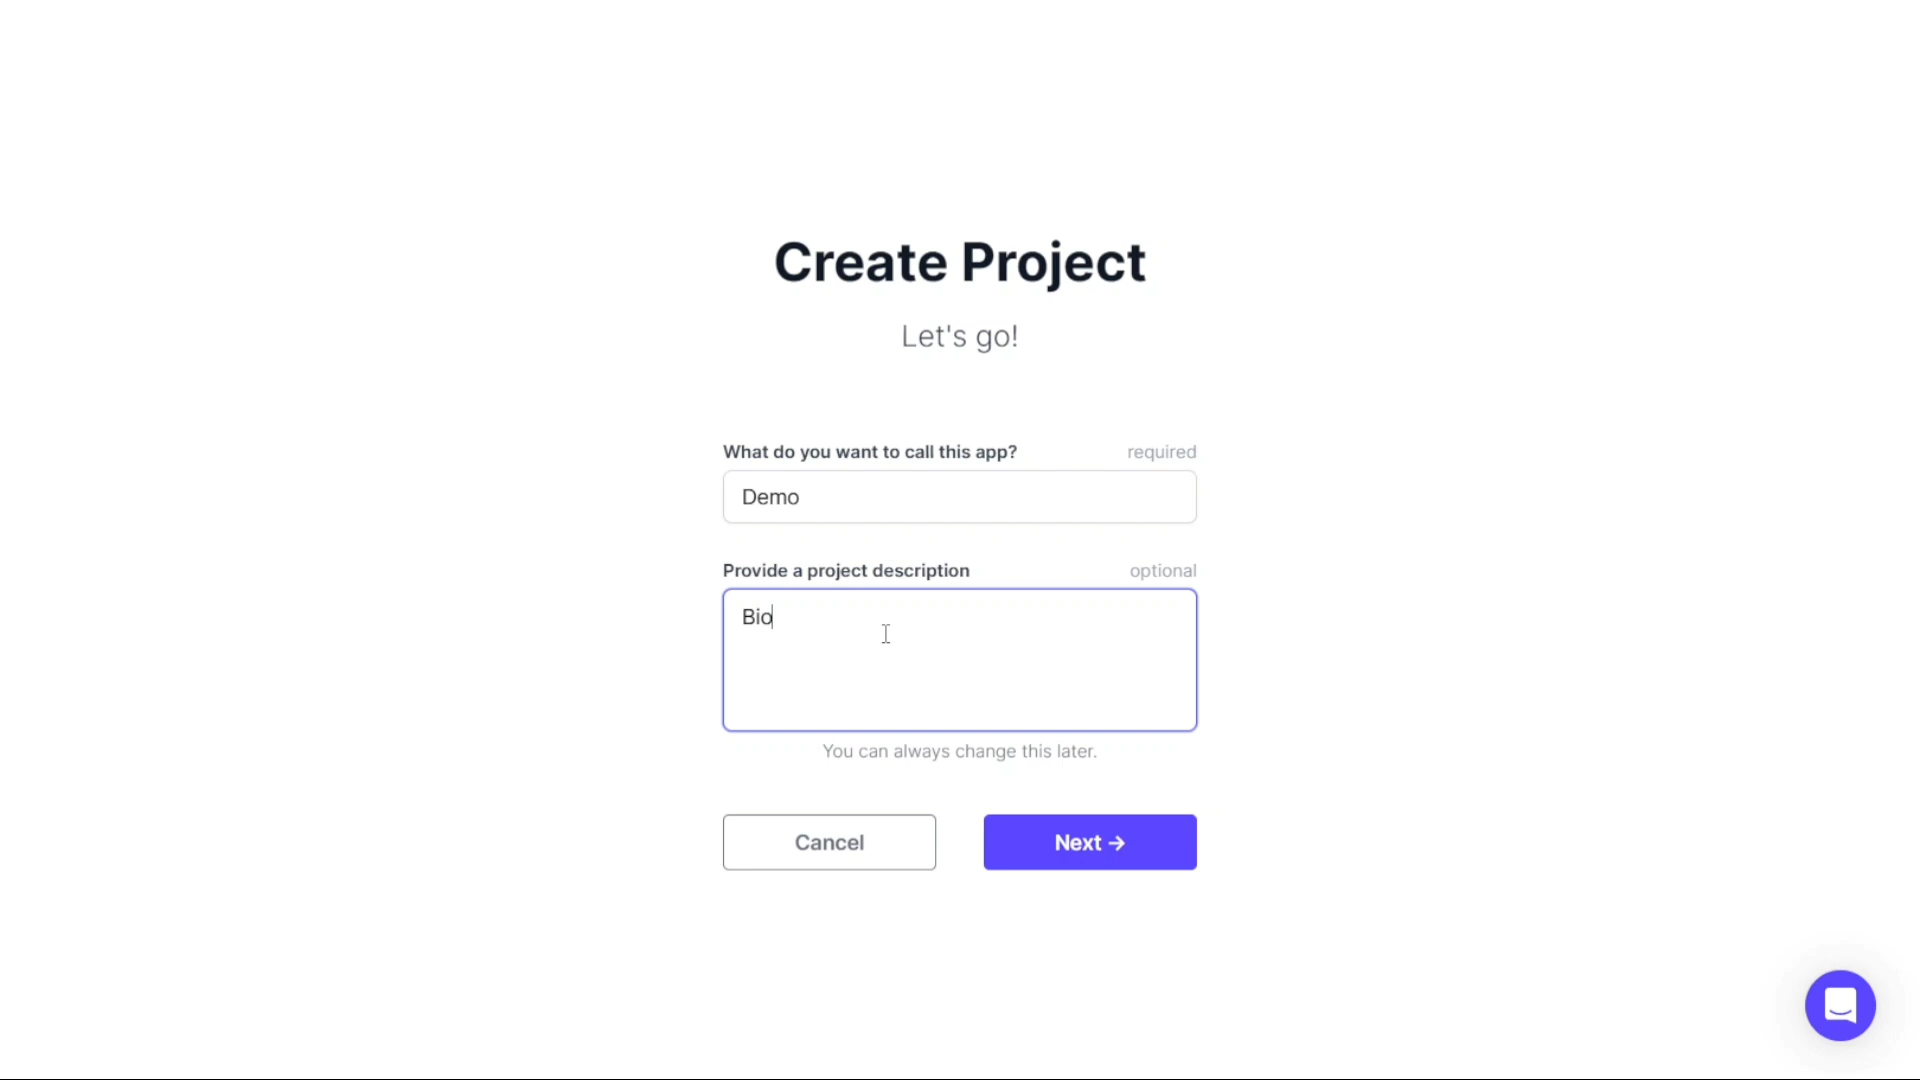 Create Project
Let's go!
What do you want to call this app? required
Demo
Provide a project description optional
Bio
You can always change this later.
Cancel
Next →